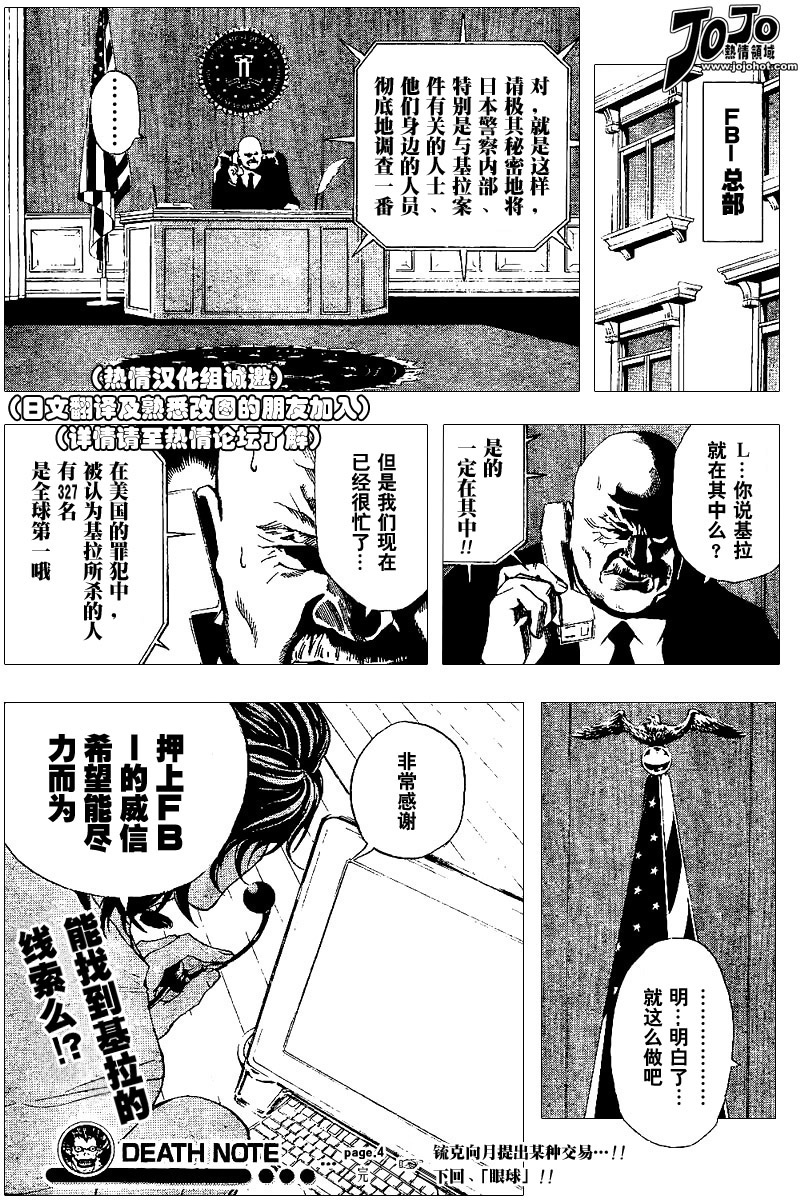 JOJO
熱情領域
www.jojohot.com
FBI总部
对，就是这样，
请极其秘密地将
日本警察内部、
特别是与基拉案
件有关的人士、
他们身边的人员
彻底地调查一番
……
(热情汉化组诚邀)
(日文翻译及熟悉改图的朋友加入)
(详情请至热情论坛了解)
L…你说基拉
就在其中么？
是的
一定在其中!!
但是我们现在
已经很忙了…
在美国的罪犯中，
被认为基拉所杀的人
有327名
是全球第一哦
…………
明…明白了…
就这么做吧
非常感谢
押上FB
I的威信
希望能尽
力而为
能找到基拉的
线索么!?
DEATH NOTE
page.4
…完
☞
硫克向月提出某种交易…!!
下回、「眼球」!!